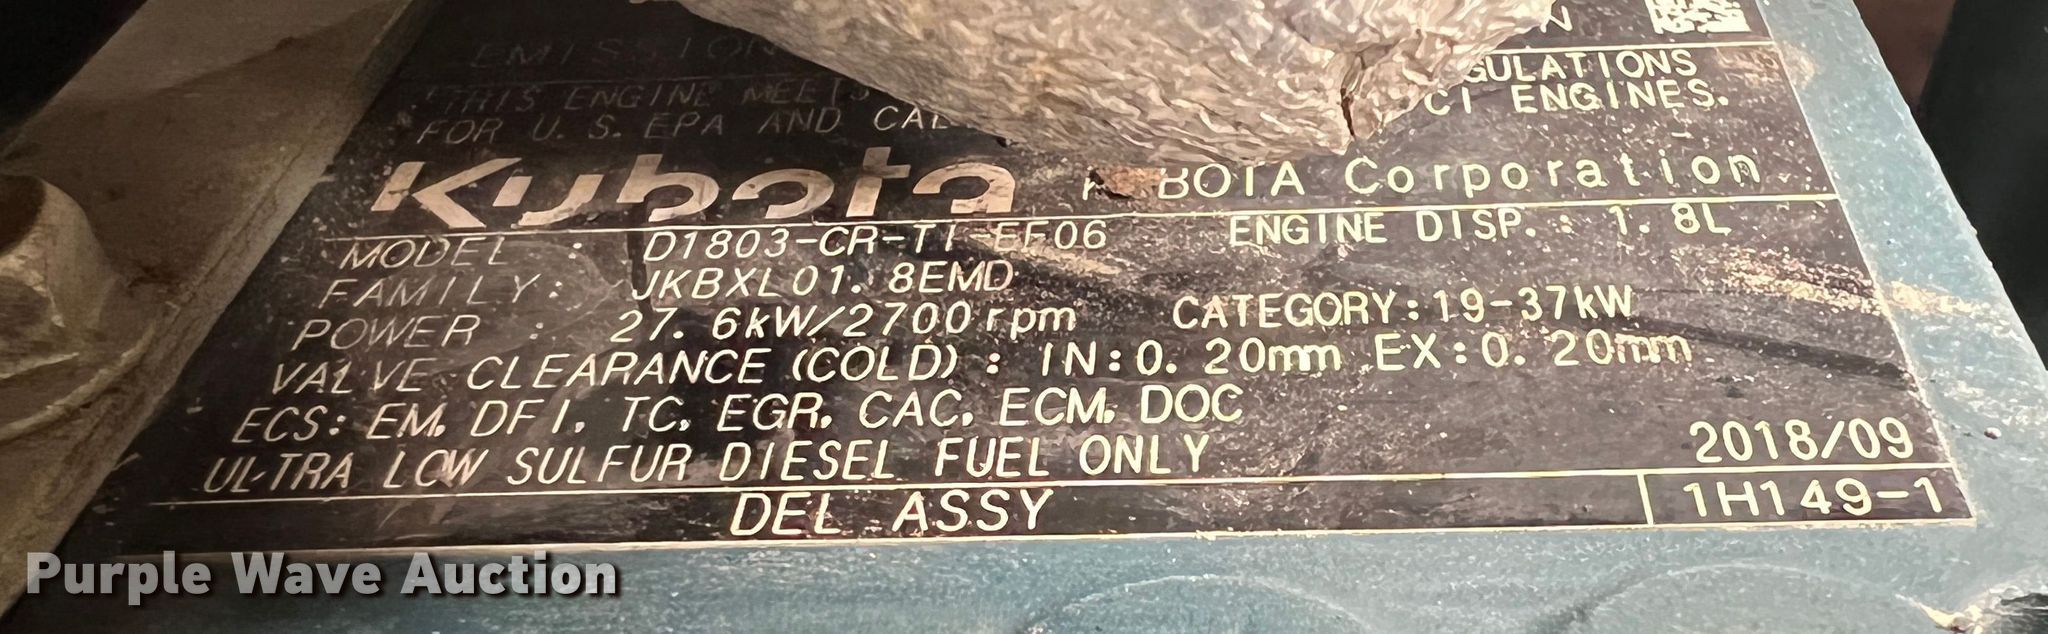 EMISSION
THIS ENGINE MEETS GULATIONS
FOR U. S. EPA AND CAL CI ENGINES.
Kubota BOTA Corporation
MODEL : D1803-CR-TI-EF06 ENGINE DISP. : 1. 8L
FAMILY: JKBXL01. 8EMD
POWER : 27. 6kW/2700rpm CATEGORY:19-37kW
VALVE CLEARANCE (COLD) : IN:0. 20mm EX:0. 20mm
ECS: EM, DFI, TC, EGR, CAC, ECM, DOC
ULTRA LOW SULFUR DIESEL FUEL ONLY 2018/09
DEL ASSY 1H149-1
Purple Wave Auction